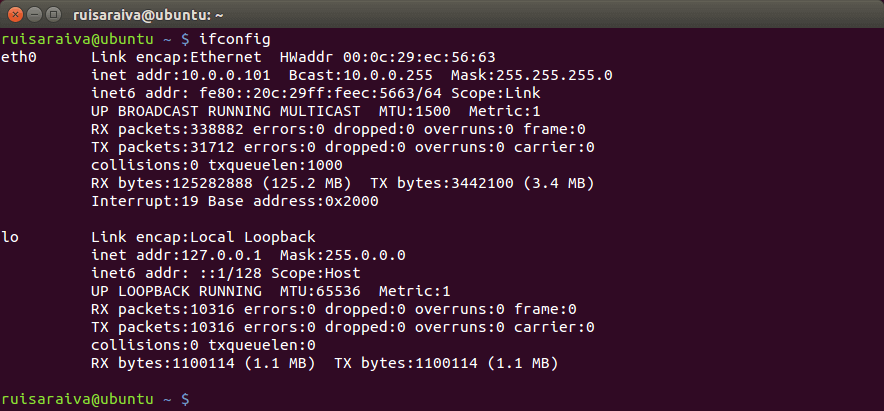 ruisaraiva@ubuntu: ~
ruisaraiva@ubuntu ~ $ ifconfig
eth0      Link encap:Ethernet  HWaddr 00:0c:29:ec:56:63
          inet addr:10.0.0.101  Bcast:10.0.0.255  Mask:255.255.255.0
          inet6 addr: fe80::20c:29ff:feec:5663/64 Scope:Link
          UP BROADCAST RUNNING MULTICAST  MTU:1500  Metric:1
          RX packets:338882 errors:0 dropped:0 overruns:0 frame:0
          TX packets:31712 errors:0 dropped:0 overruns:0 carrier:0
          collisions:0 txqueuelen:1000
          RX bytes:125282888 (125.2 MB)  TX bytes:3442100 (3.4 MB)
          Interrupt:19 Base address:0x2000

lo        Link encap:Local Loopback
          inet addr:127.0.0.1  Mask:255.0.0.0
          inet6 addr: ::1/128 Scope:Host
          UP LOOPBACK RUNNING  MTU:65536  Metric:1
          RX packets:10316 errors:0 dropped:0 overruns:0 frame:0
          TX packets:10316 errors:0 dropped:0 overruns:0 carrier:0
          collisions:0 txqueuelen:0
          RX bytes:1100114 (1.1 MB)  TX bytes:1100114 (1.1 MB)

ruisaraiva@ubuntu ~ $